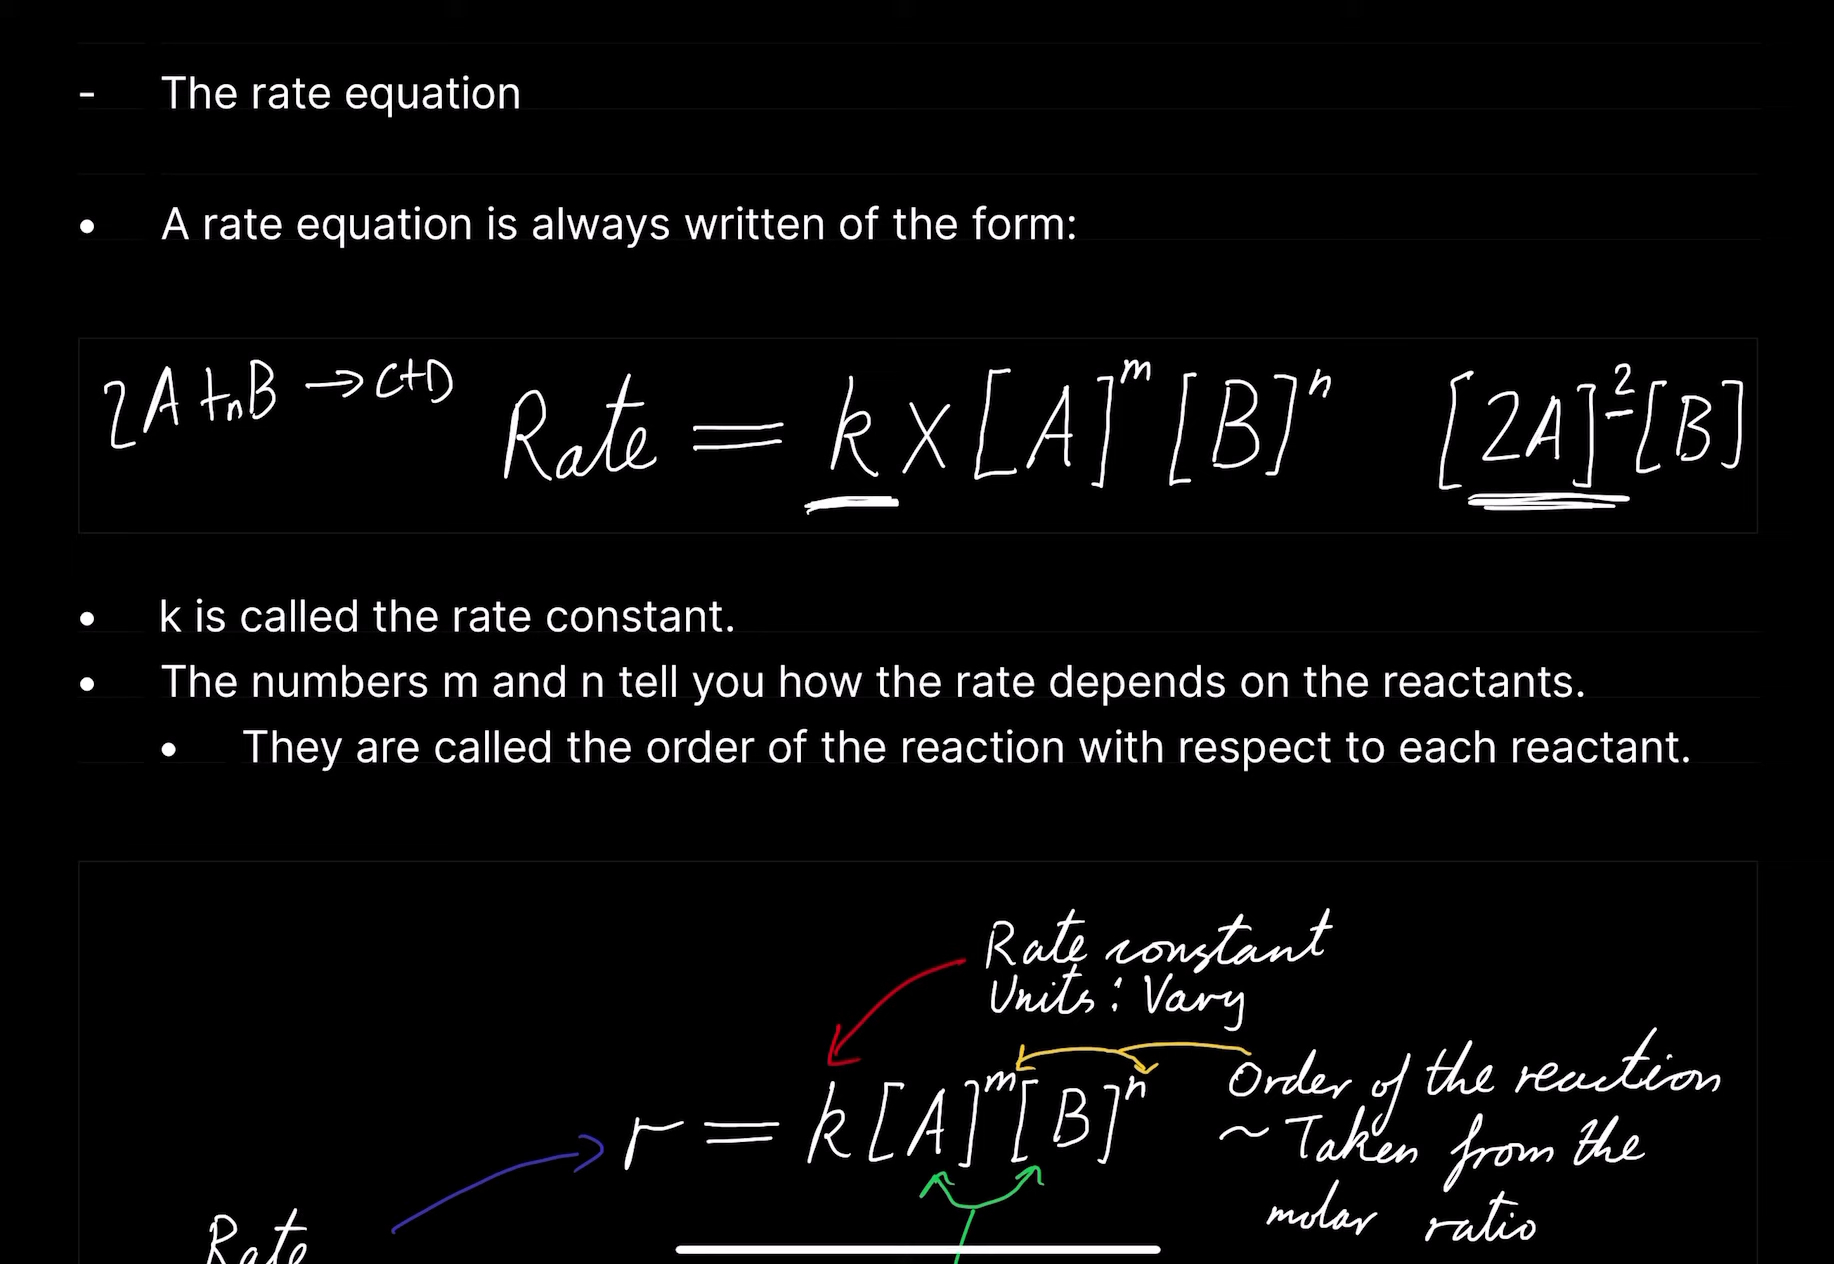 - The rate equation
• A rate equation is always written of the form:
2A + nB → C+D Rate = k × [A]^m [B]^n [2A]^2 [B]
• k is called the rate constant.
• The numbers m and n tell you how the rate depends on the reactants.
• They are called the order of the reaction with respect to each reactant.
Rate constant
Units : Vary
r = k[A]^m [B]^n
Order of the reaction
~ Taken from the
molar ratio
Rate